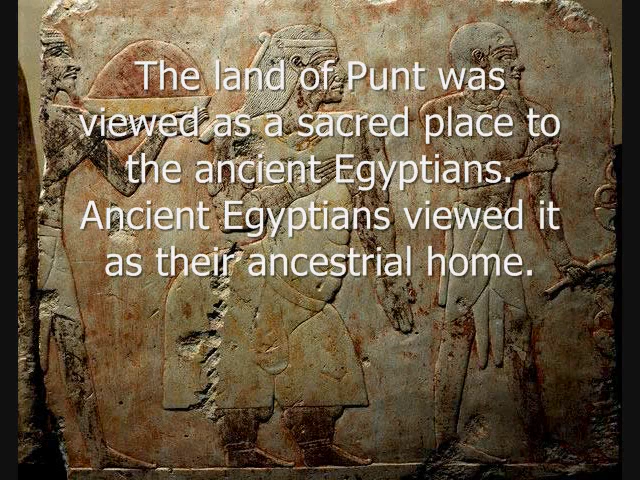 The land of Punt was
viewed as a sacred place to
the ancient Egyptians.
Ancient Egyptians viewed it
as their ancestrial home.